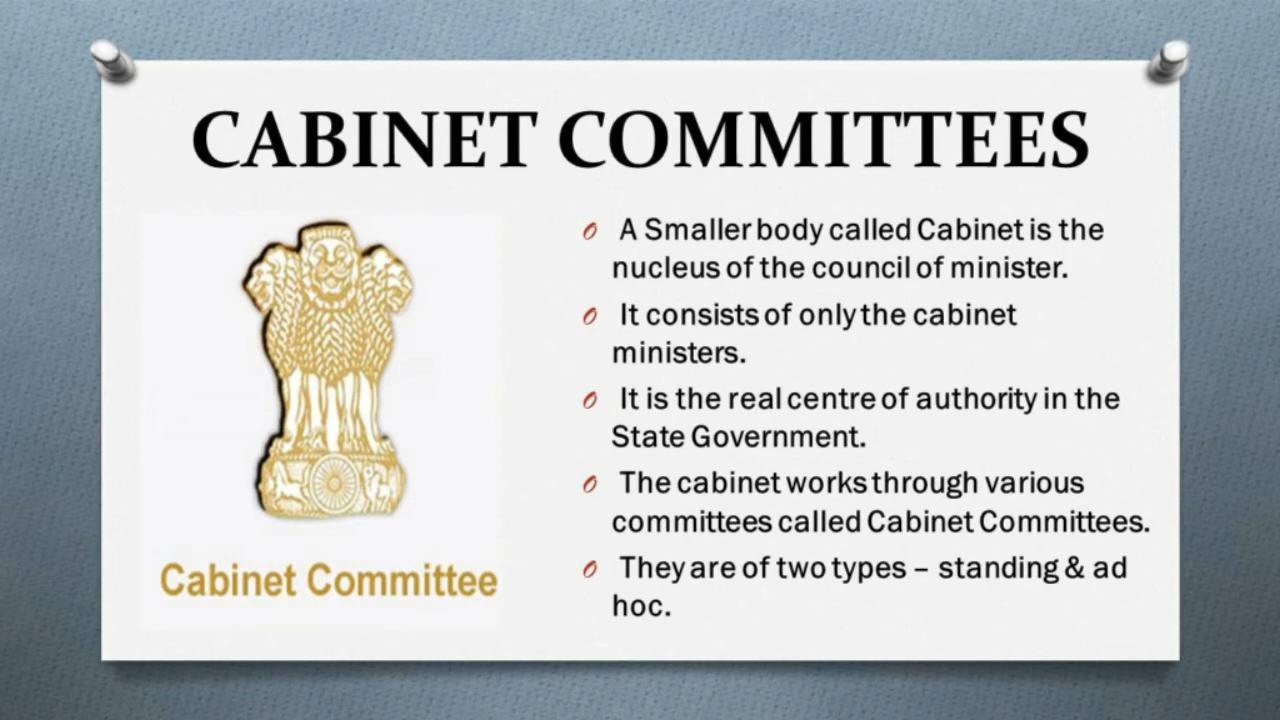 CABINET COMMITTEES
A Smaller body called Cabinet is the
nucleus of the council of minister.
It consists of only the cabinet
ministers.
It is the real centre of authority in the
State Government.
The cabinet works through various
committees called Cabinet Committees.
They are of two types – standing & ad
hoc.
Cabinet Committee